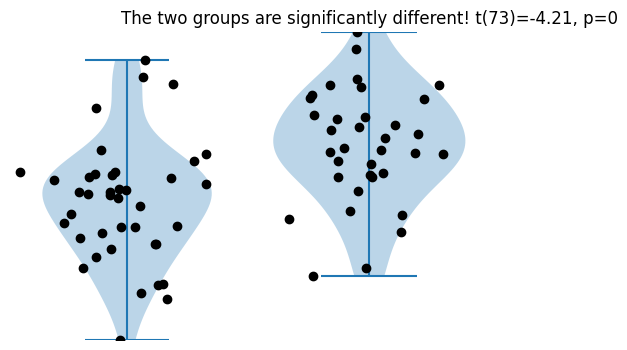 The two groups are significantly different! t(73)=-4.21, p=0